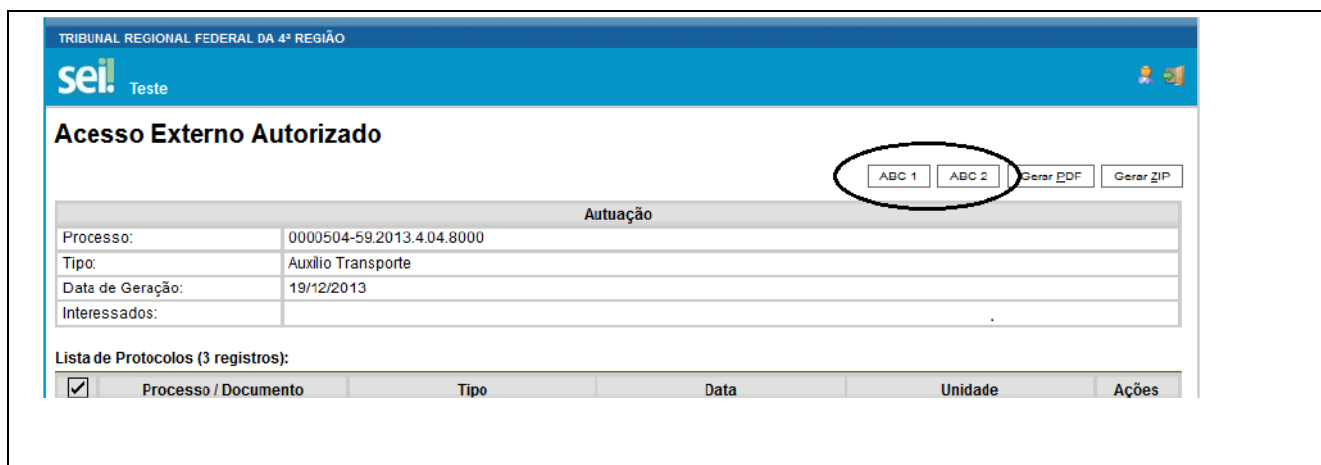 TRIBUNAL REGIONAL FEDERAL DA 4ª REGIÃO
sei! Teste
Acesso Externo Autorizado
ABC 1 ABC 2 Gerar PDF Gerar ZIP
Autuação
Processo: 0000504-59.2013.4.04.8000
Tipo: Auxílio Transporte
Data de Geração: 19/12/2013
Interessados: .
Lista de Protocolos (3 registros):
Processo / Documento Tipo Data Unidade Ações